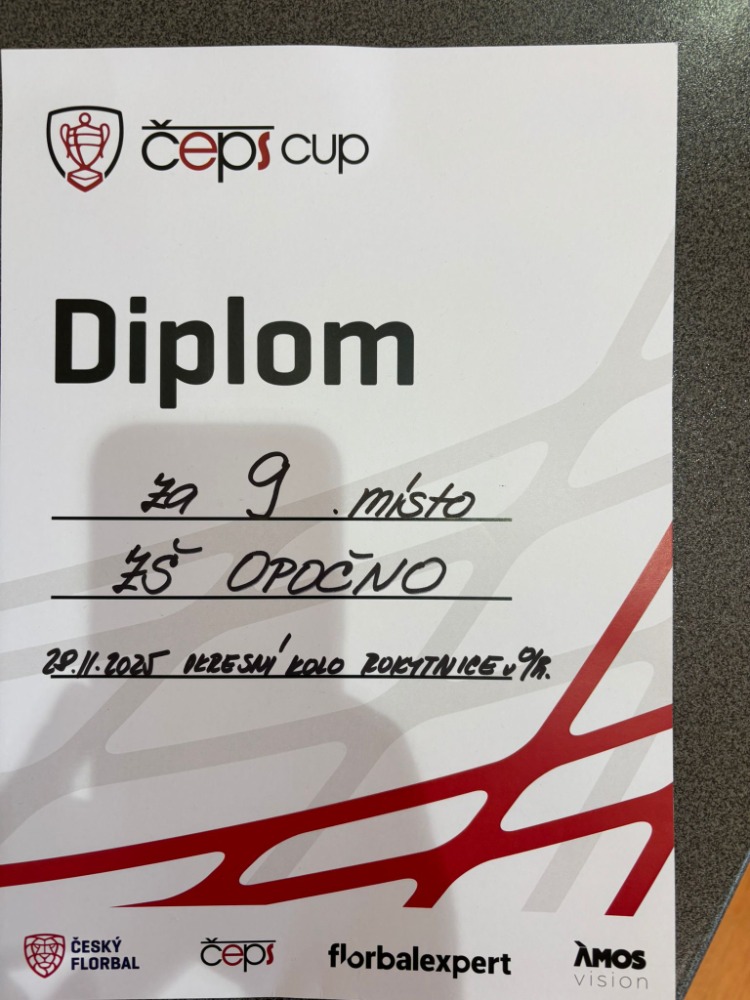 čeps cup
Diplom
za 9. místo
ZŠ OPOČNO
28.11.2025 OKRESNÍ KOLO ROKYTNICE v O/H.
ČESKÝ FLORBAL
čeps
florbalexpert
ÀMOS vision